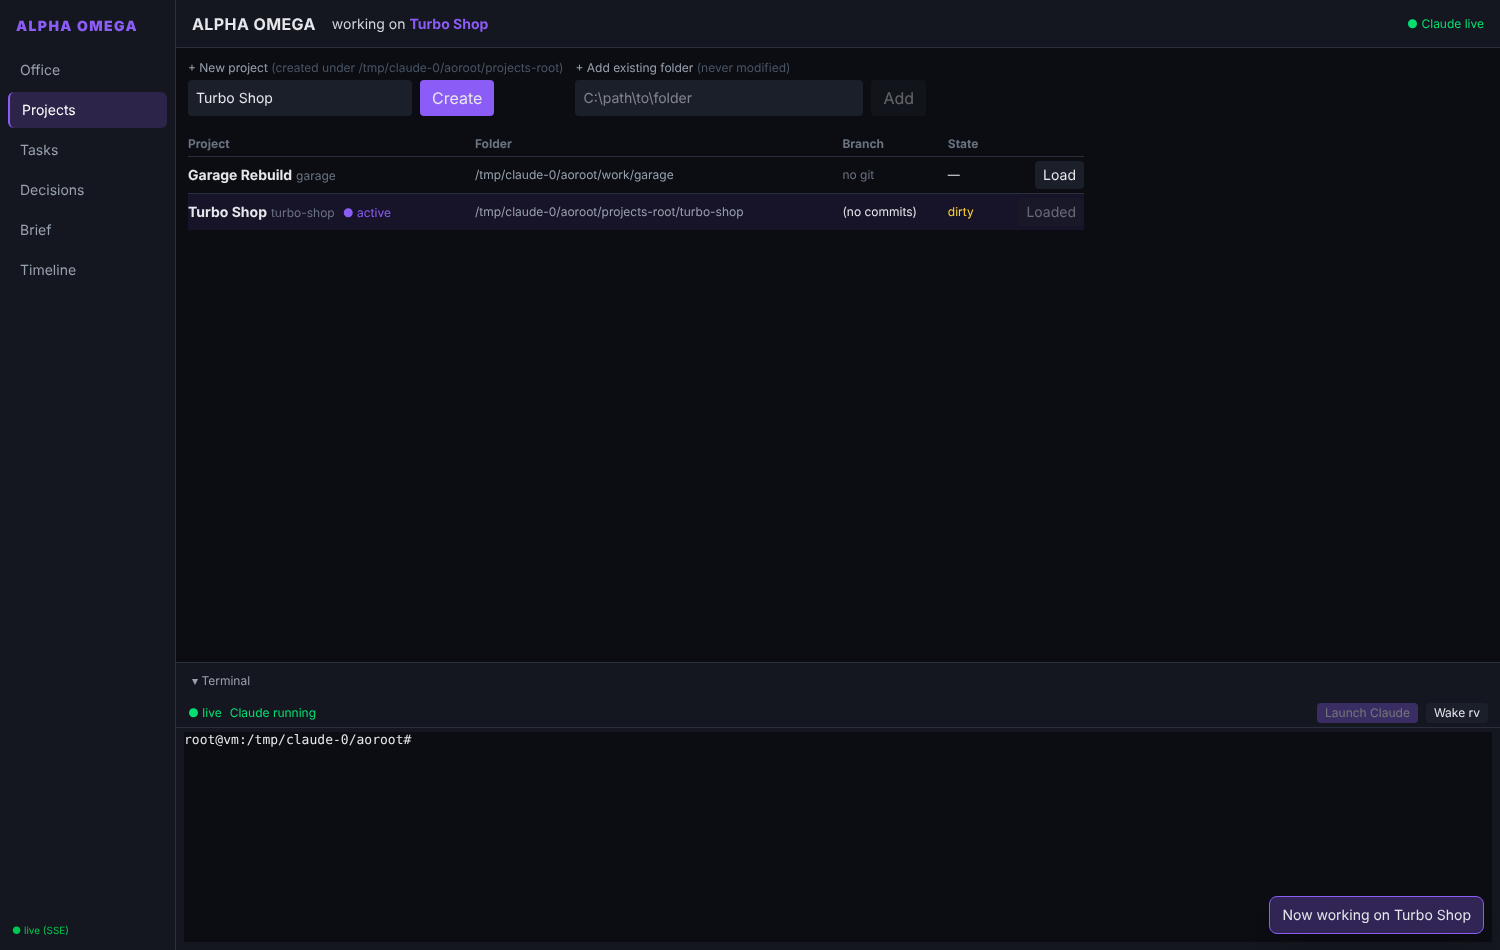 ALPHA OMEGA
Office
Projects
Tasks
Decisions
Brief
Timeline
live (SSE)
ALPHA OMEGA working on Turbo Shop
Claude live
+ New project (created under /tmp/claude-0/aoroot/projects-root)
Turbo Shop
Create
+ Add existing folder (never modified)
C:\path\to\folder
Add
Project Folder Branch State
Garage Rebuild garage /tmp/claude-0/aoroot/work/garage no git — Load
Turbo Shop turbo-shop active /tmp/claude-0/aoroot/projects-root/turbo-shop (no commits) dirty Loaded
▾ Terminal
live Claude running
Launch Claude
Wake rv
root@vm:/tmp/claude-0/aoroot#
Now working on Turbo Shop